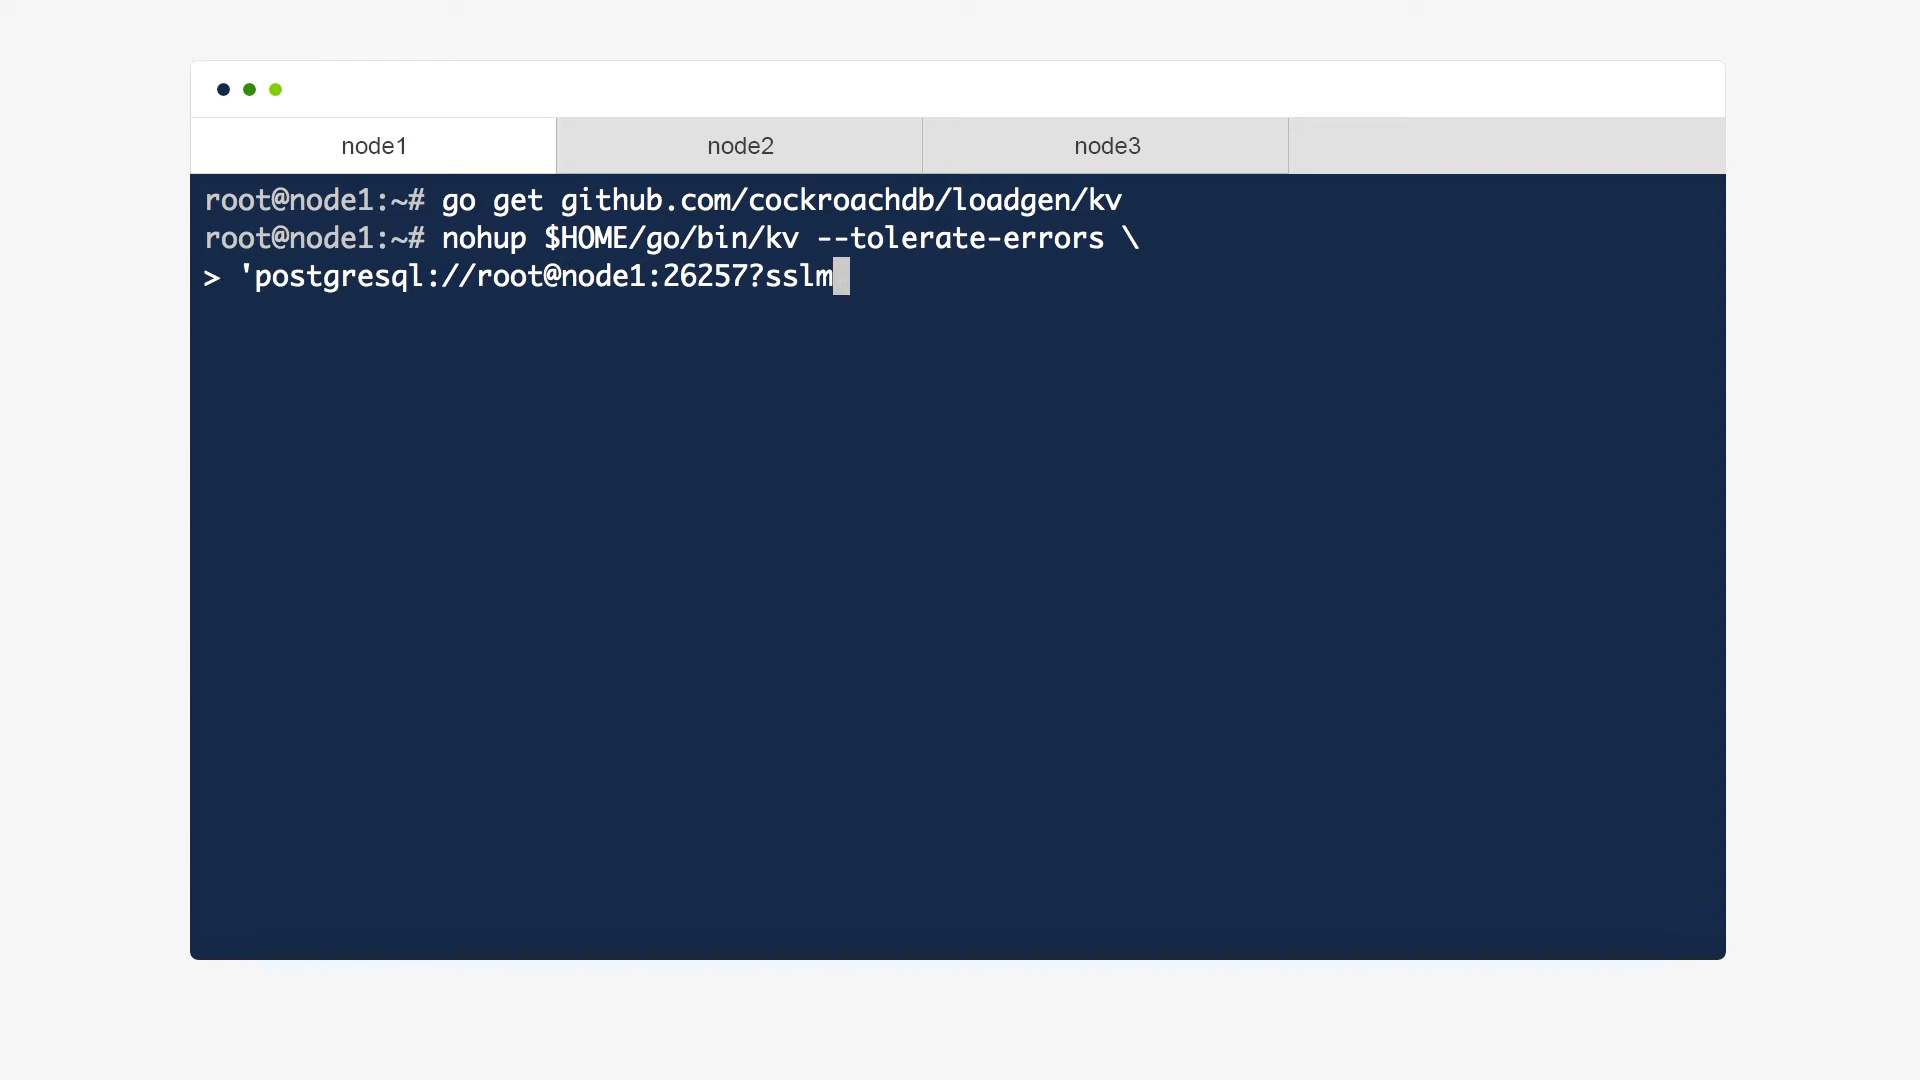 node1 node2 node3
root@node1:~# go get github.com/cockroachdb/loadgen/kv
root@node1:~# nohup $HOME/go/bin/kv --tolerate-errors \
> 'postgresql://root@node1:26257?sslm